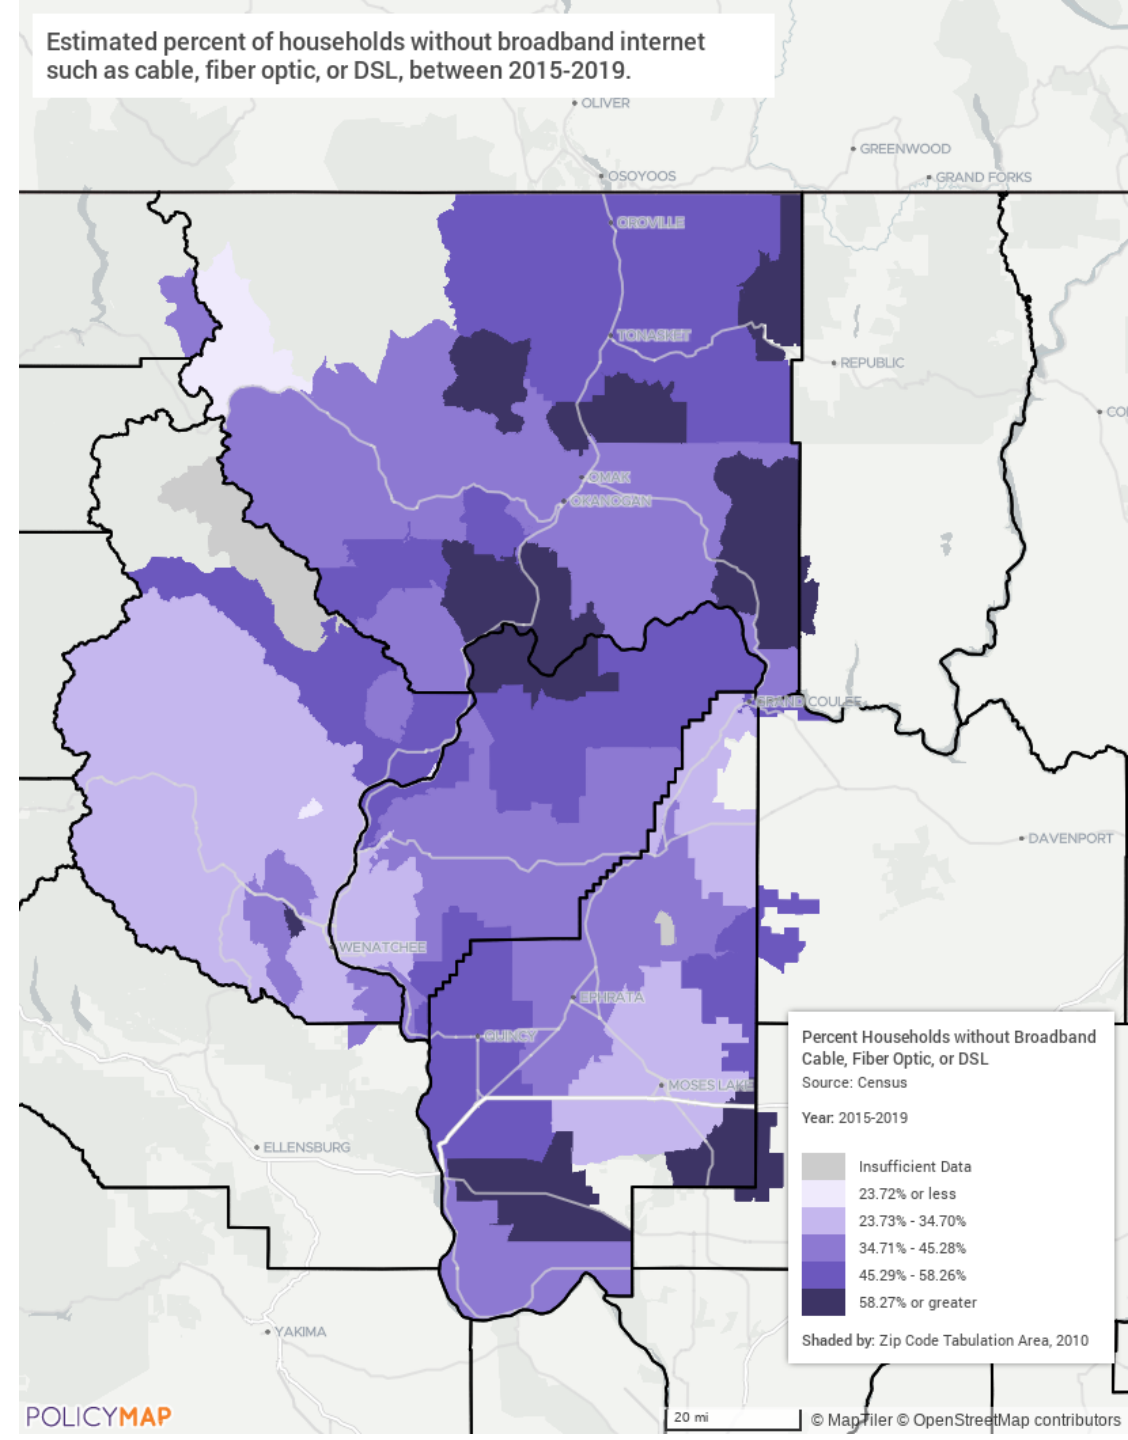 Estimated percent of households without broadband internet
such as cable, fiber optic, or DSL, between 2015-2019.
OLIVER
GREENWOOD
OSOYOOS
GRAND FORKS
OROVILLE
TONASKET
REPUBLIC
CO
OMAK
OKANOGAN
GRAND COULEE
DAVENPORT
WENATCHEE
EPHRATA
QUINCY
MOSES LAKE
ELLENSBURG
YAKIMA
Percent Households without Broadband
Cable, Fiber Optic, or DSL
Source: Census
Year: 2015-2019
Insufficient Data
23.72% or less
23.73% - 34.70%
34.71% - 45.28%
45.29% - 58.26%
58.27% or greater
Shaded by: Zip Code Tabulation Area, 2010
POLICYMAP
20 mi
© MapTiler © OpenStreetMap contributors